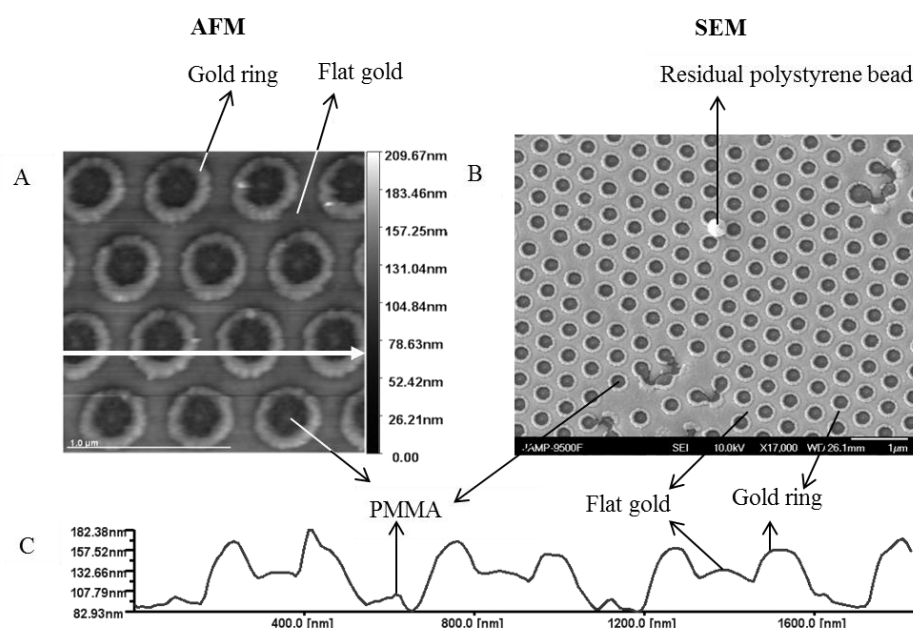 AFM
SEM
Gold ring
Flat gold
Residual polystyrene bead
A
209.67nm
183.46nm
157.25nm
131.04nm
104.84nm
78.63nm
52.42nm
26.21nm
0.00
1.0 µm
B
JAMP-9500F SEI 10.0kV X17,000 WD 26.1mm 1µm
PMMA
Flat gold
Gold ring
C
182.38nm
157.52nm
132.66nm
107.79nm
82.93nm
400.0 [nm] 800.0 [nm] 1200.0 [nm] 1600.0 [nm]